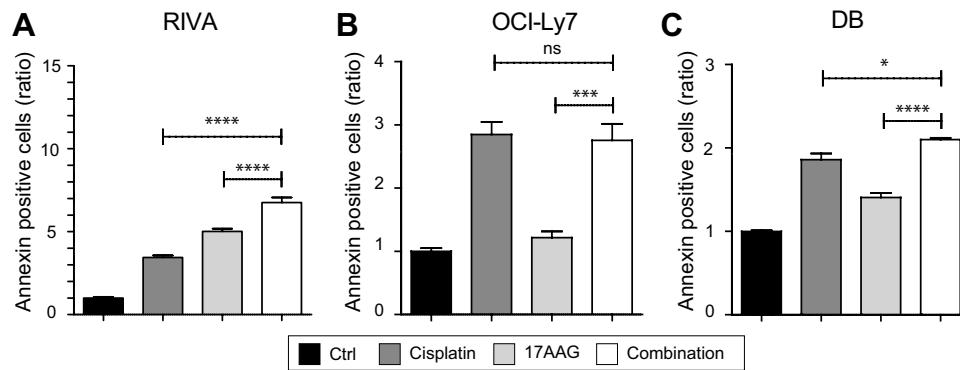 A RIVA
Annexin positive cells (ratio)
15
10
5
0
****
****
B OCI-Ly7
Annexin positive cells (ratio)
4
3
2
1
0
ns
***
C DB
Annexin positive cells (ratio)
3
2
1
0
*
****
Ctrl Cisplatin 17AAG Combination